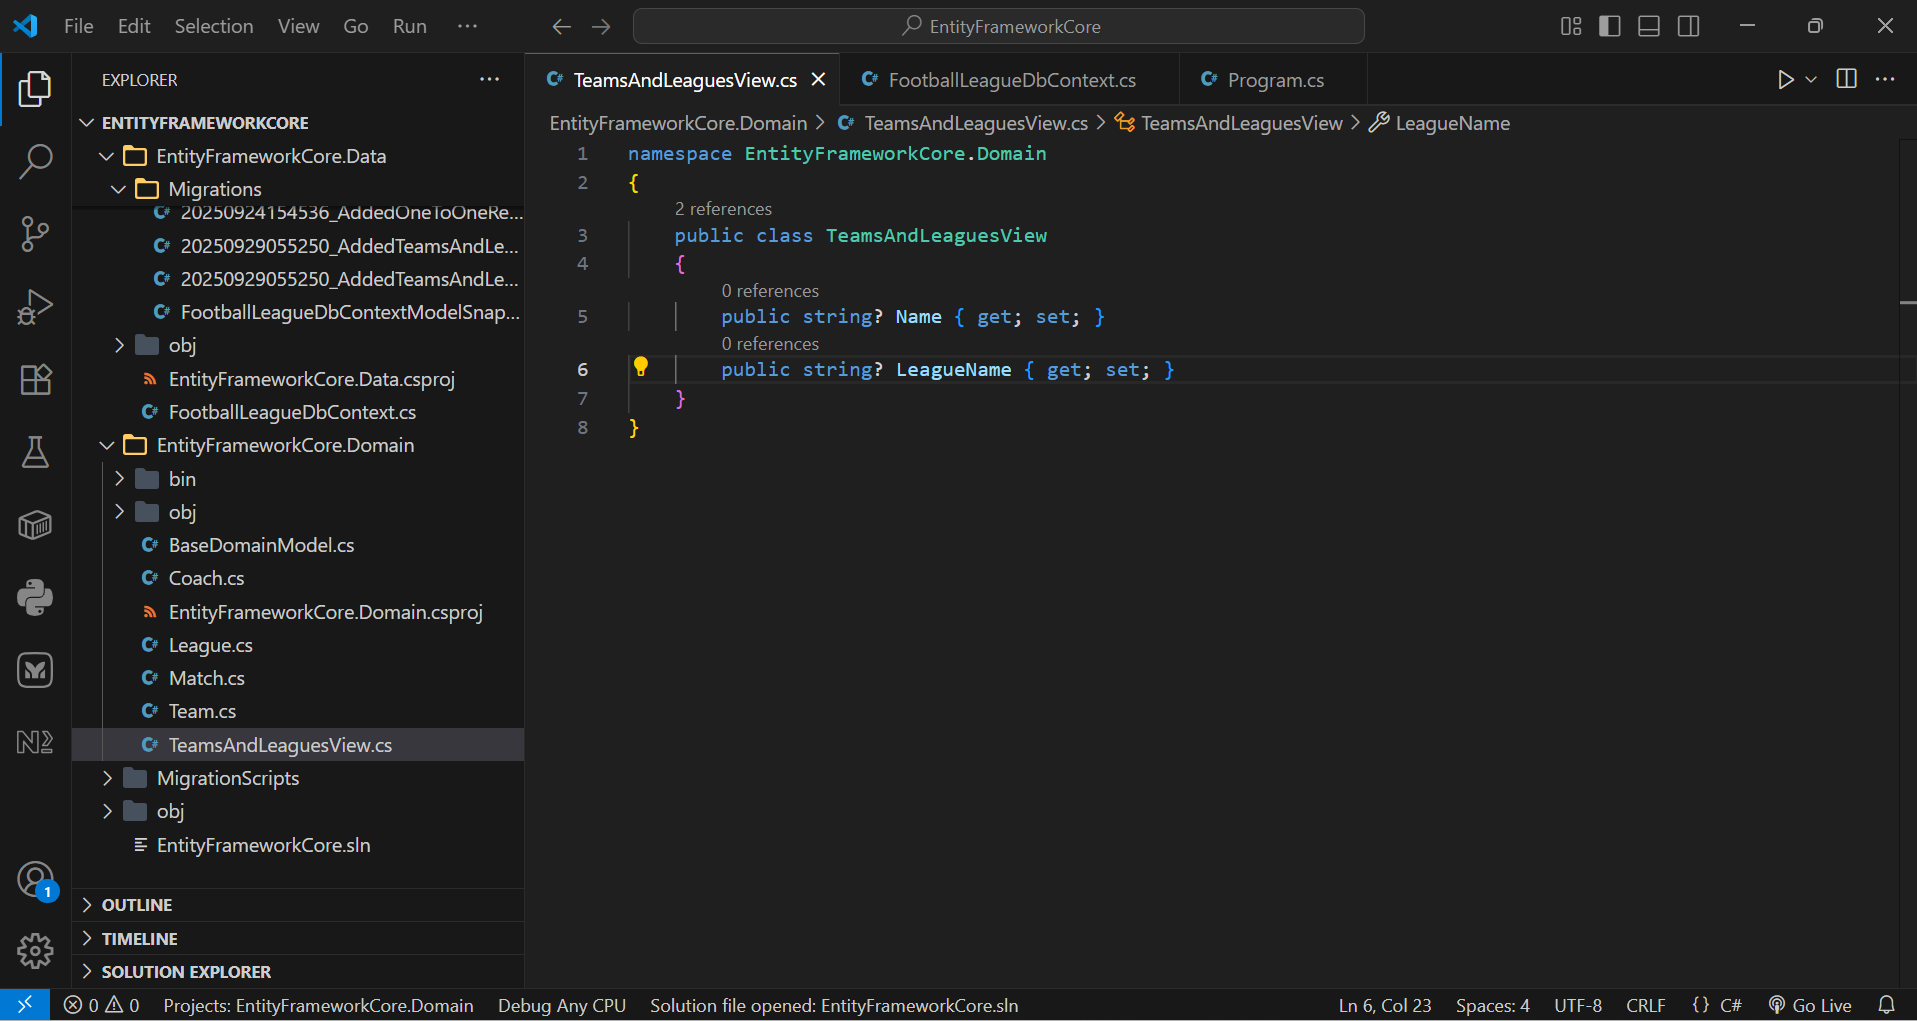 File Edit Selection View Go Run ···
EntityFrameworkCore
EXPLORER
ENTITYFRAMEWORKCORE
EntityFrameworkCore.Data
Migrations
20250924154536_AddedOneToOneRe...
20250929055250_AddedTeamsAndLe...
20250929055250_AddedTeamsAndLe...
FootballLeagueDbContextModelSnap...
obj
EntityFrameworkCore.Data.csproj
FootballLeagueDbContext.cs
EntityFrameworkCore.Domain
bin
obj
BaseDomainModel.cs
Coach.cs
EntityFrameworkCore.Domain.csproj
League.cs
Match.cs
Team.cs
TeamsAndLeaguesView.cs
MigrationScripts
obj
EntityFrameworkCore.sln
OUTLINE
TIMELINE
SOLUTION EXPLORER
1
TeamsAndLeaguesView.cs FootballLeagueDbContext.cs Program.cs
EntityFrameworkCore.Domain > TeamsAndLeaguesView.cs > TeamsAndLeaguesView > LeagueName
1 namespace EntityFrameworkCore.Domain
2 {
2 references
3 public class TeamsAndLeaguesView
4 {
0 references
5 public string? Name { get; set; }
0 references
6 public string? LeagueName { get; set; }
7 }
8 }
0 0 Projects: EntityFrameworkCore.Domain Debug Any CPU Solution file opened: EntityFrameworkCore.sln Ln 6, Col 23 Spaces: 4 UTF-8 CRLF {} C# Go Live